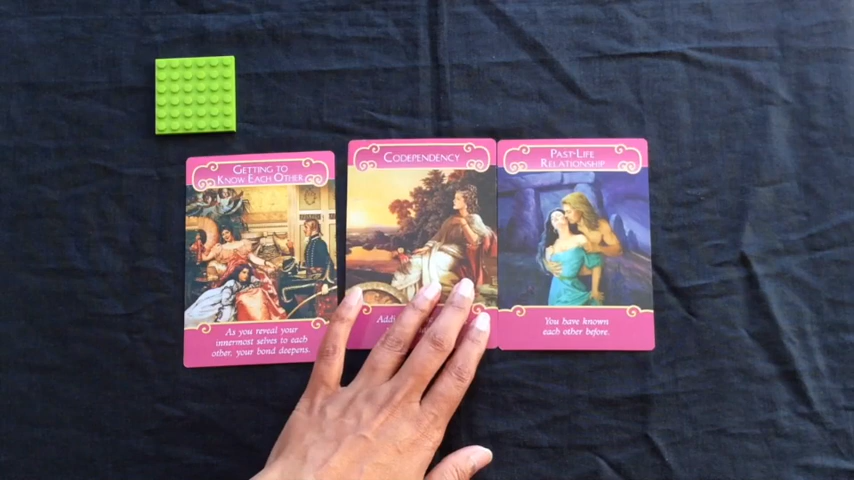 GETTING TO
KNOW EACH OTHER
As you reveal your
innermost selves to each
other, your bond deepens.
CODEPENDENCY
PAST-LIFE
RELATIONSHIP
You have known
each other before.